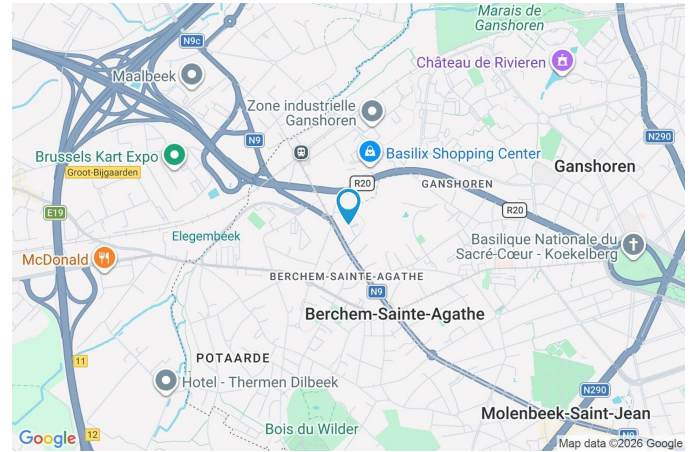 Marais de
Ganshoren
N9c
Château de Rivieren
Maalbeek
Zone industrielle
Ganshoren
N290
N9
Brussels Kart Expo
Basilix Shopping Center
Ganshoren
Groot-Bijgaarden
R20
GANSHOREN
E19
R20
Elegembeek
Basilique Nationale du
Sacré-Cœur - Koekelberg
McDonald
BERCHEM-SAINTE-AGATHE
N9
Berchem-Sainte-Agathe
11
POTAARDE
Hotel - Thermen Dilbeek
N290
Molenbeek-Saint-Jean
Bois du Wilder
12
N9
Google
Map data ©2026 Google